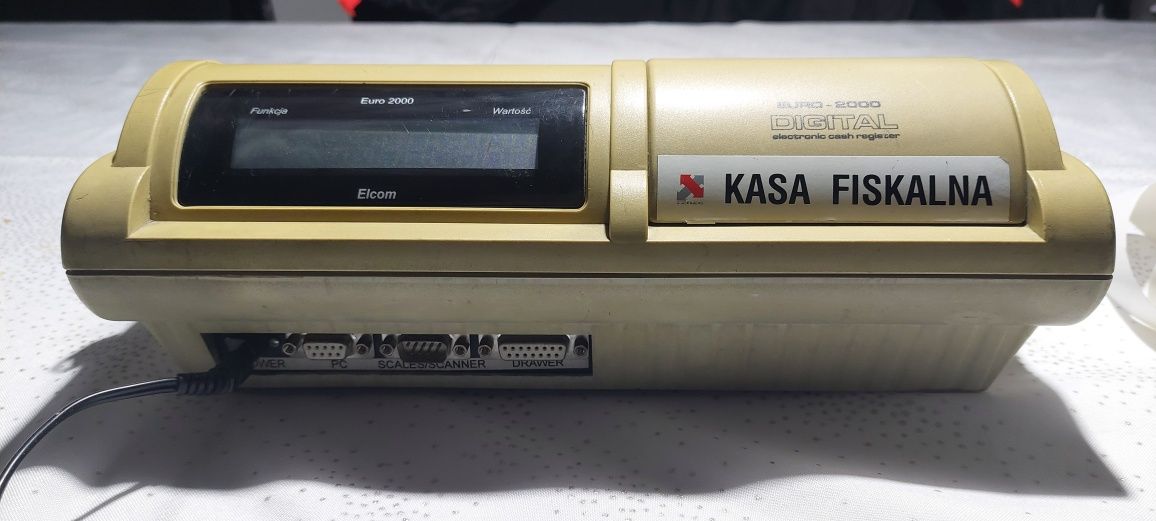 Euro 2000
Funkcja Wartość
Elcom
EURO - 2000
DIGITAL
electronic cash register
KASA FISKALNA
PC SCALES/SCANNER DRAWER